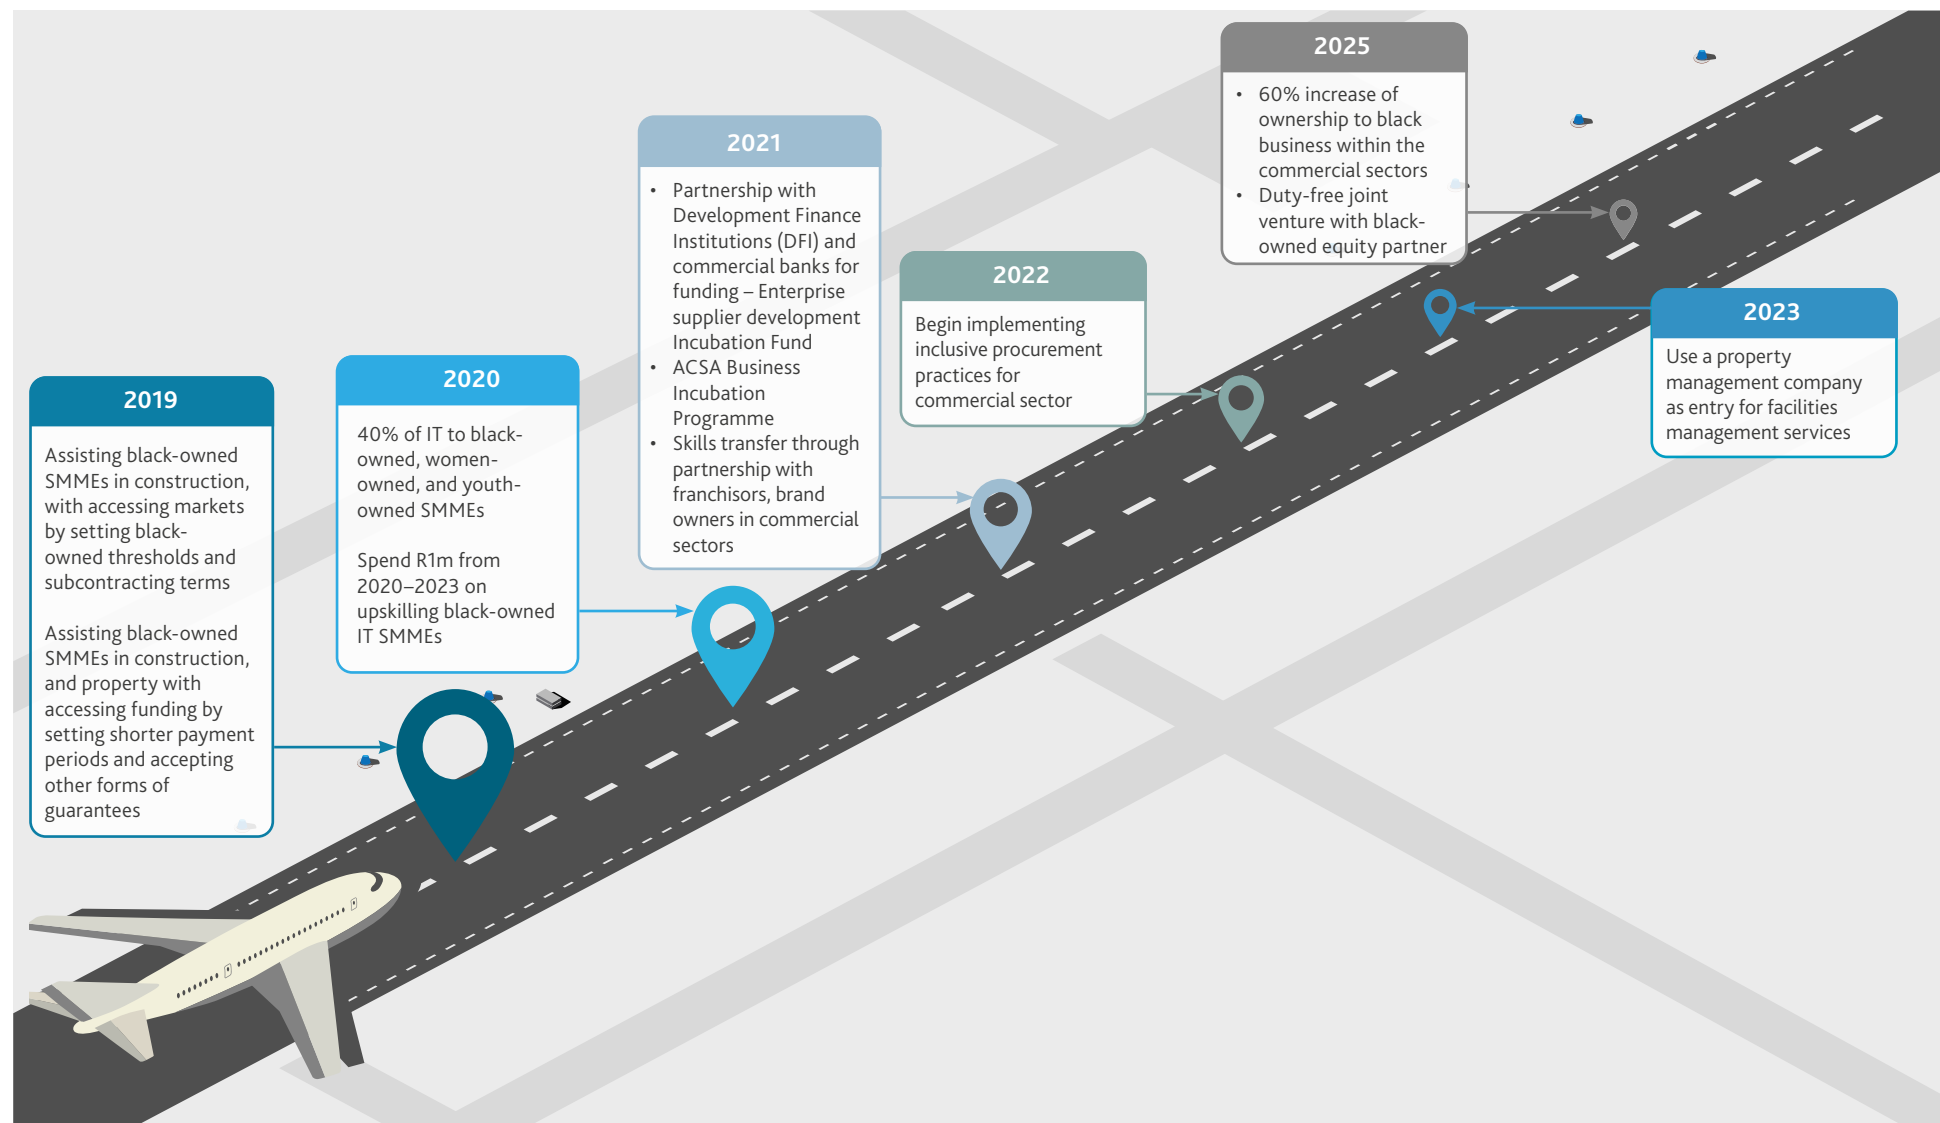 2019
Assisting black-owned
SMMEs in construction,
with accessing markets
by setting black-
owned thresholds and
subcontracting terms
Assisting black-owned
SMMEs in construction,
and property with
accessing funding by
setting shorter payment
periods and accepting
other forms of
guarantees
2020
40% of IT to black-
owned, women-
owned, and youth-
owned SMMEs
Spend R1m from
2020–2023 on
upskilling black-owned
IT SMMEs
2021
• Partnership with
Development Finance
Institutions (DFI) and
commercial banks for
funding – Enterprise
supplier development
Incubation Fund
• ACSA Business
Incubation
Programme
• Skills transfer through
partnership with
franchisors, brand
owners in commercial
sectors
2022
Begin implementing
inclusive procurement
practices for
commercial sector
2025
• 60% increase of
ownership to black
business within the
commercial sectors
• Duty-free joint
venture with black-
owned equity partner
2023
Use a property
management company
as entry for facilities
management services